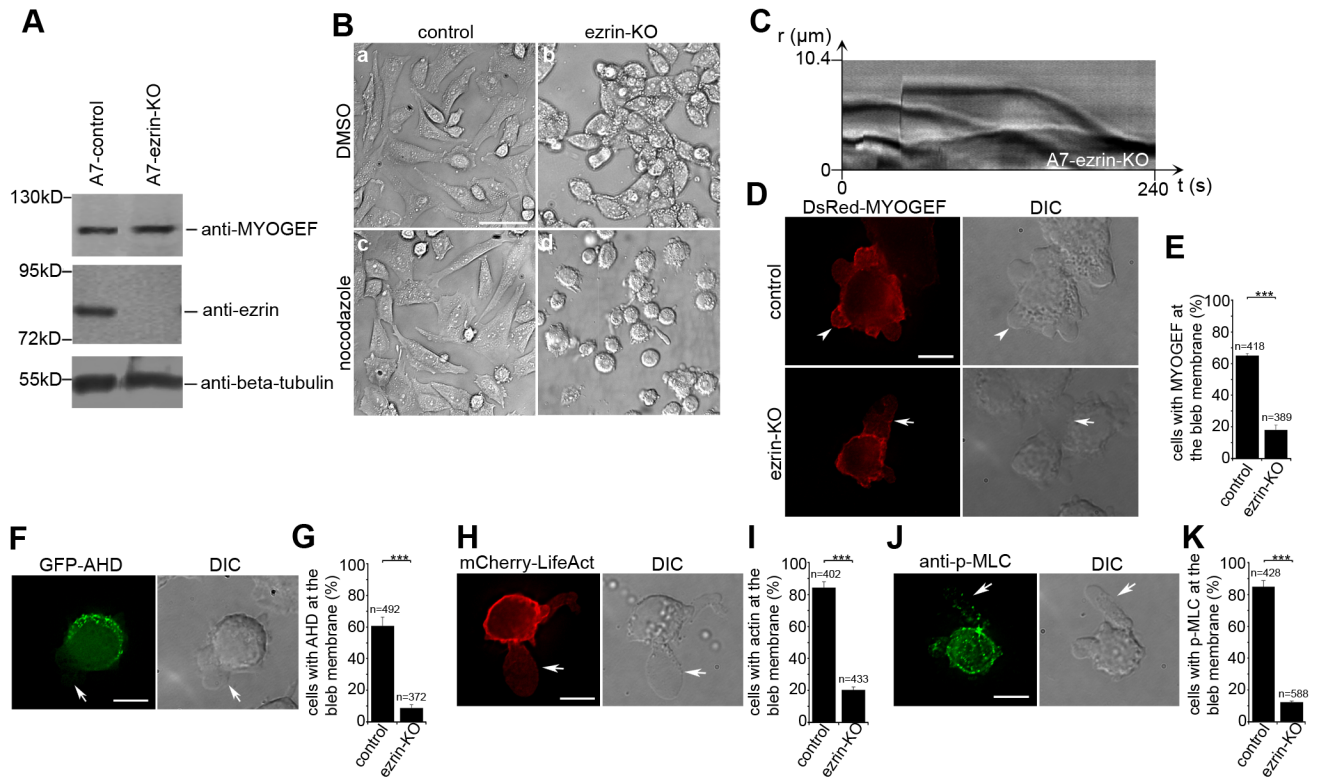 A
A7-control
A7-ezrin-KO
130kD
anti-MYOGEF
95kD
anti-ezrin
72kD
55kD
anti-beta-tubulin
B
control
ezrin-KO
DMSO
nocodazole
a
b
c
d
C
r (µm)
10.4
0
A7-ezrin-KO
0
240
t (s)
D
DsRed-MYOGEF
DIC
control
ezrin-KO
E
cells with MYOGEF at
the bleb membrane (%)
100
80
60
40
20
0
***
n=418
n=389
control
ezrin-KO
F
GFP-AHD
DIC
G
cells with AHD at the
bleb membrane (%)
100
80
60
40
20
0
***
n=492
n=372
control
ezrin-KO
H
mCherry-LifeAct
DIC
I
cells with actin at the
bleb membrane (%)
100
80
60
40
20
0
***
n=402
n=433
control
ezrin-KO
J
anti-p-MLC
DIC
K
cells with p-MLC at the
bleb membrane (%)
100
80
60
40
20
0
***
n=428
n=588
control
ezrin-KO